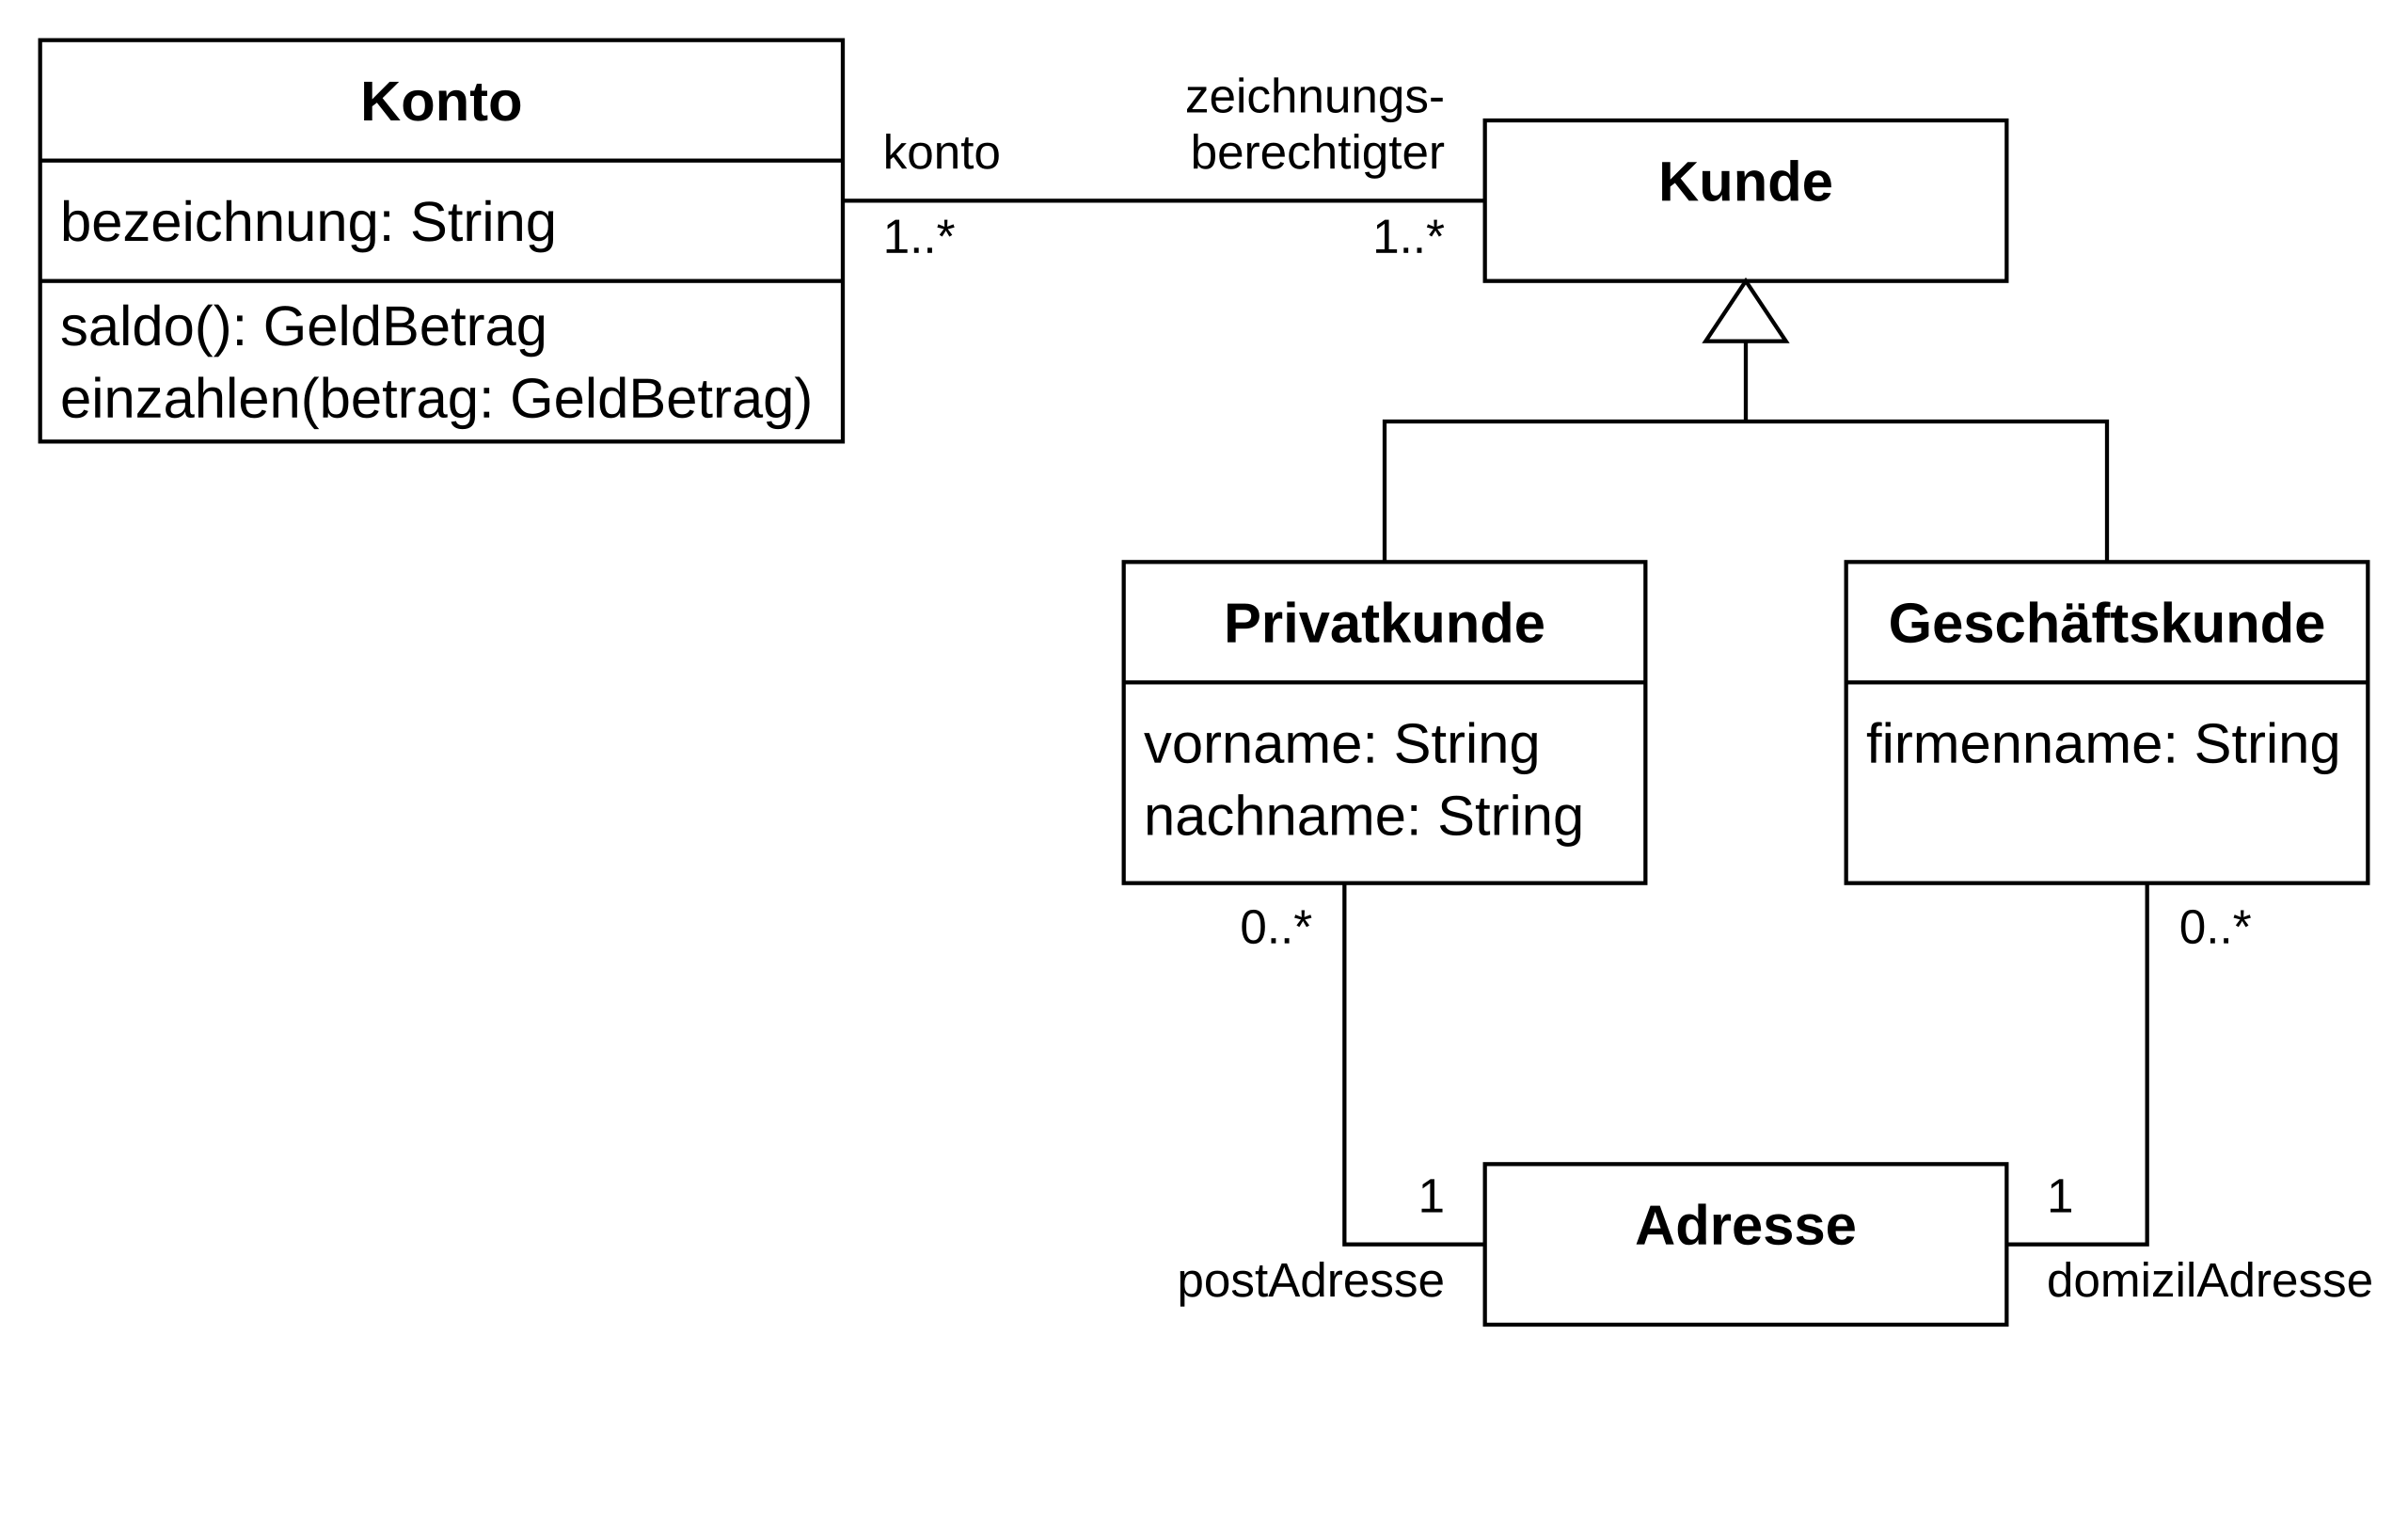 Konto
bezeichnung: String
saldo(): GeldBetrag
einzahlen(betrag: GeldBetrag)
konto
1..*
zeichnungs-
berechtigter
1..*
Kunde
Privatkunde
vorname: String
nachname: String
Geschäftskunde
firmenname: String
0..*
0..*
1
postAdresse
Adresse
1
domizilAdresse